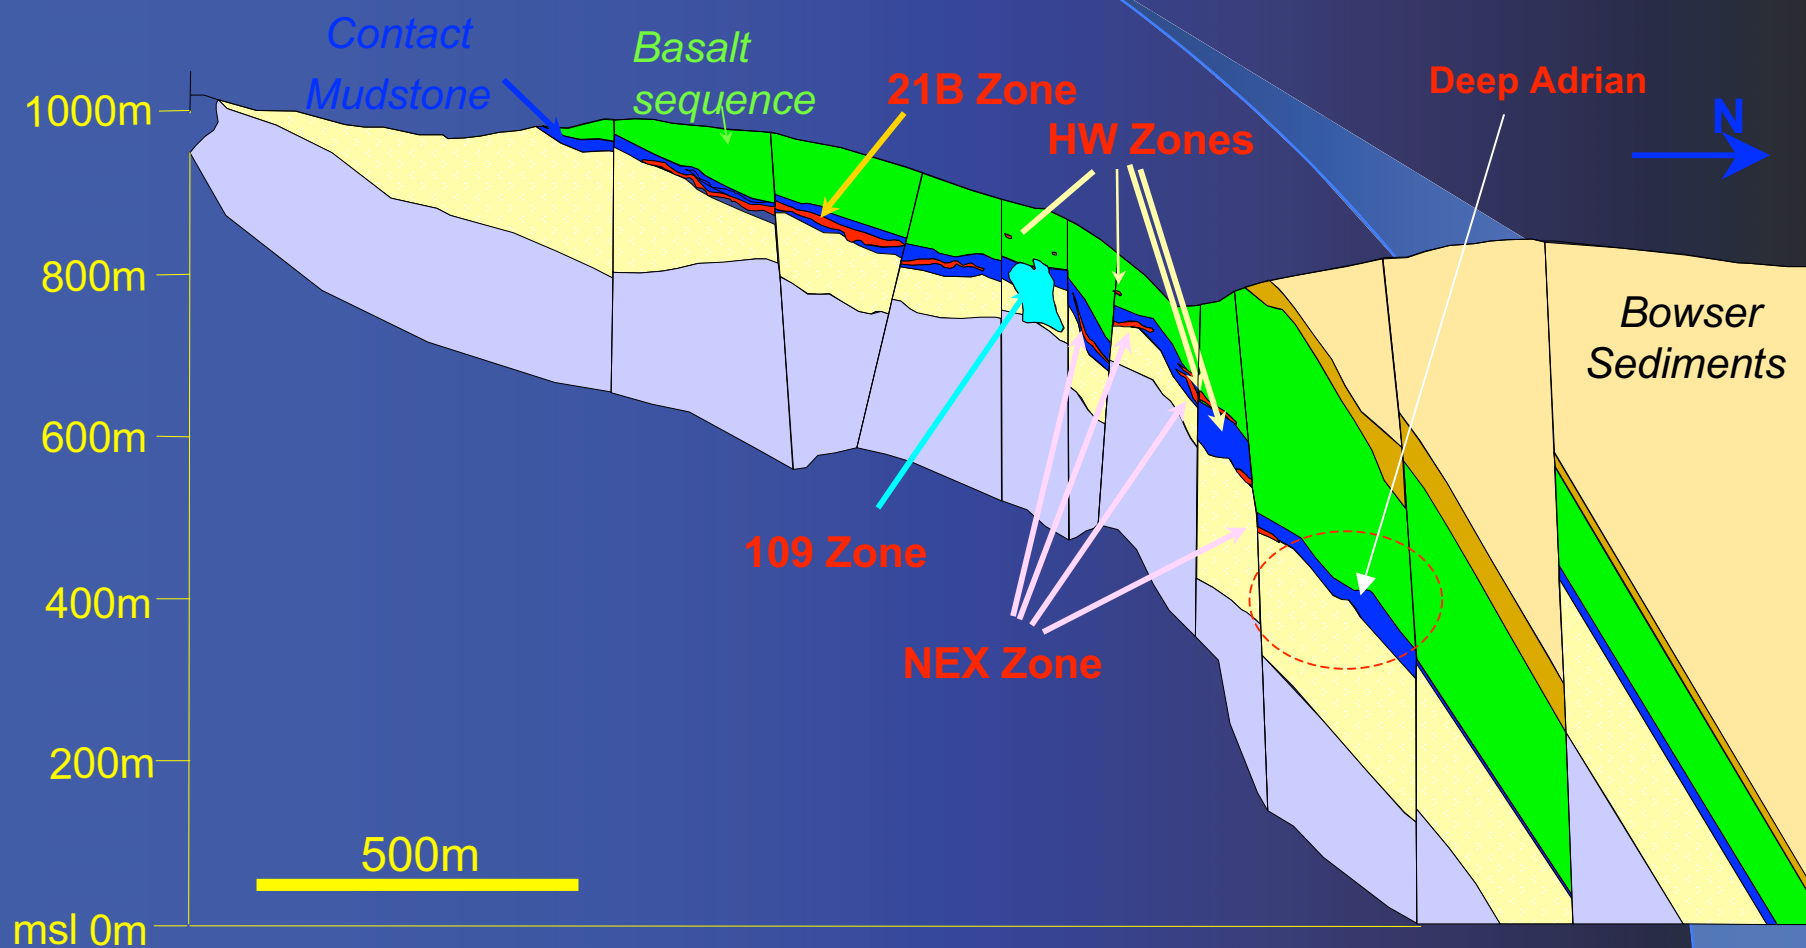 Contact
Mudstone
Basalt
sequence
21B Zone
HW Zones
Deep Adrian
N
1000m
800m
600m
400m
200m
msl 0m
Bowser
Sediments
109 Zone
NEX Zone
500m